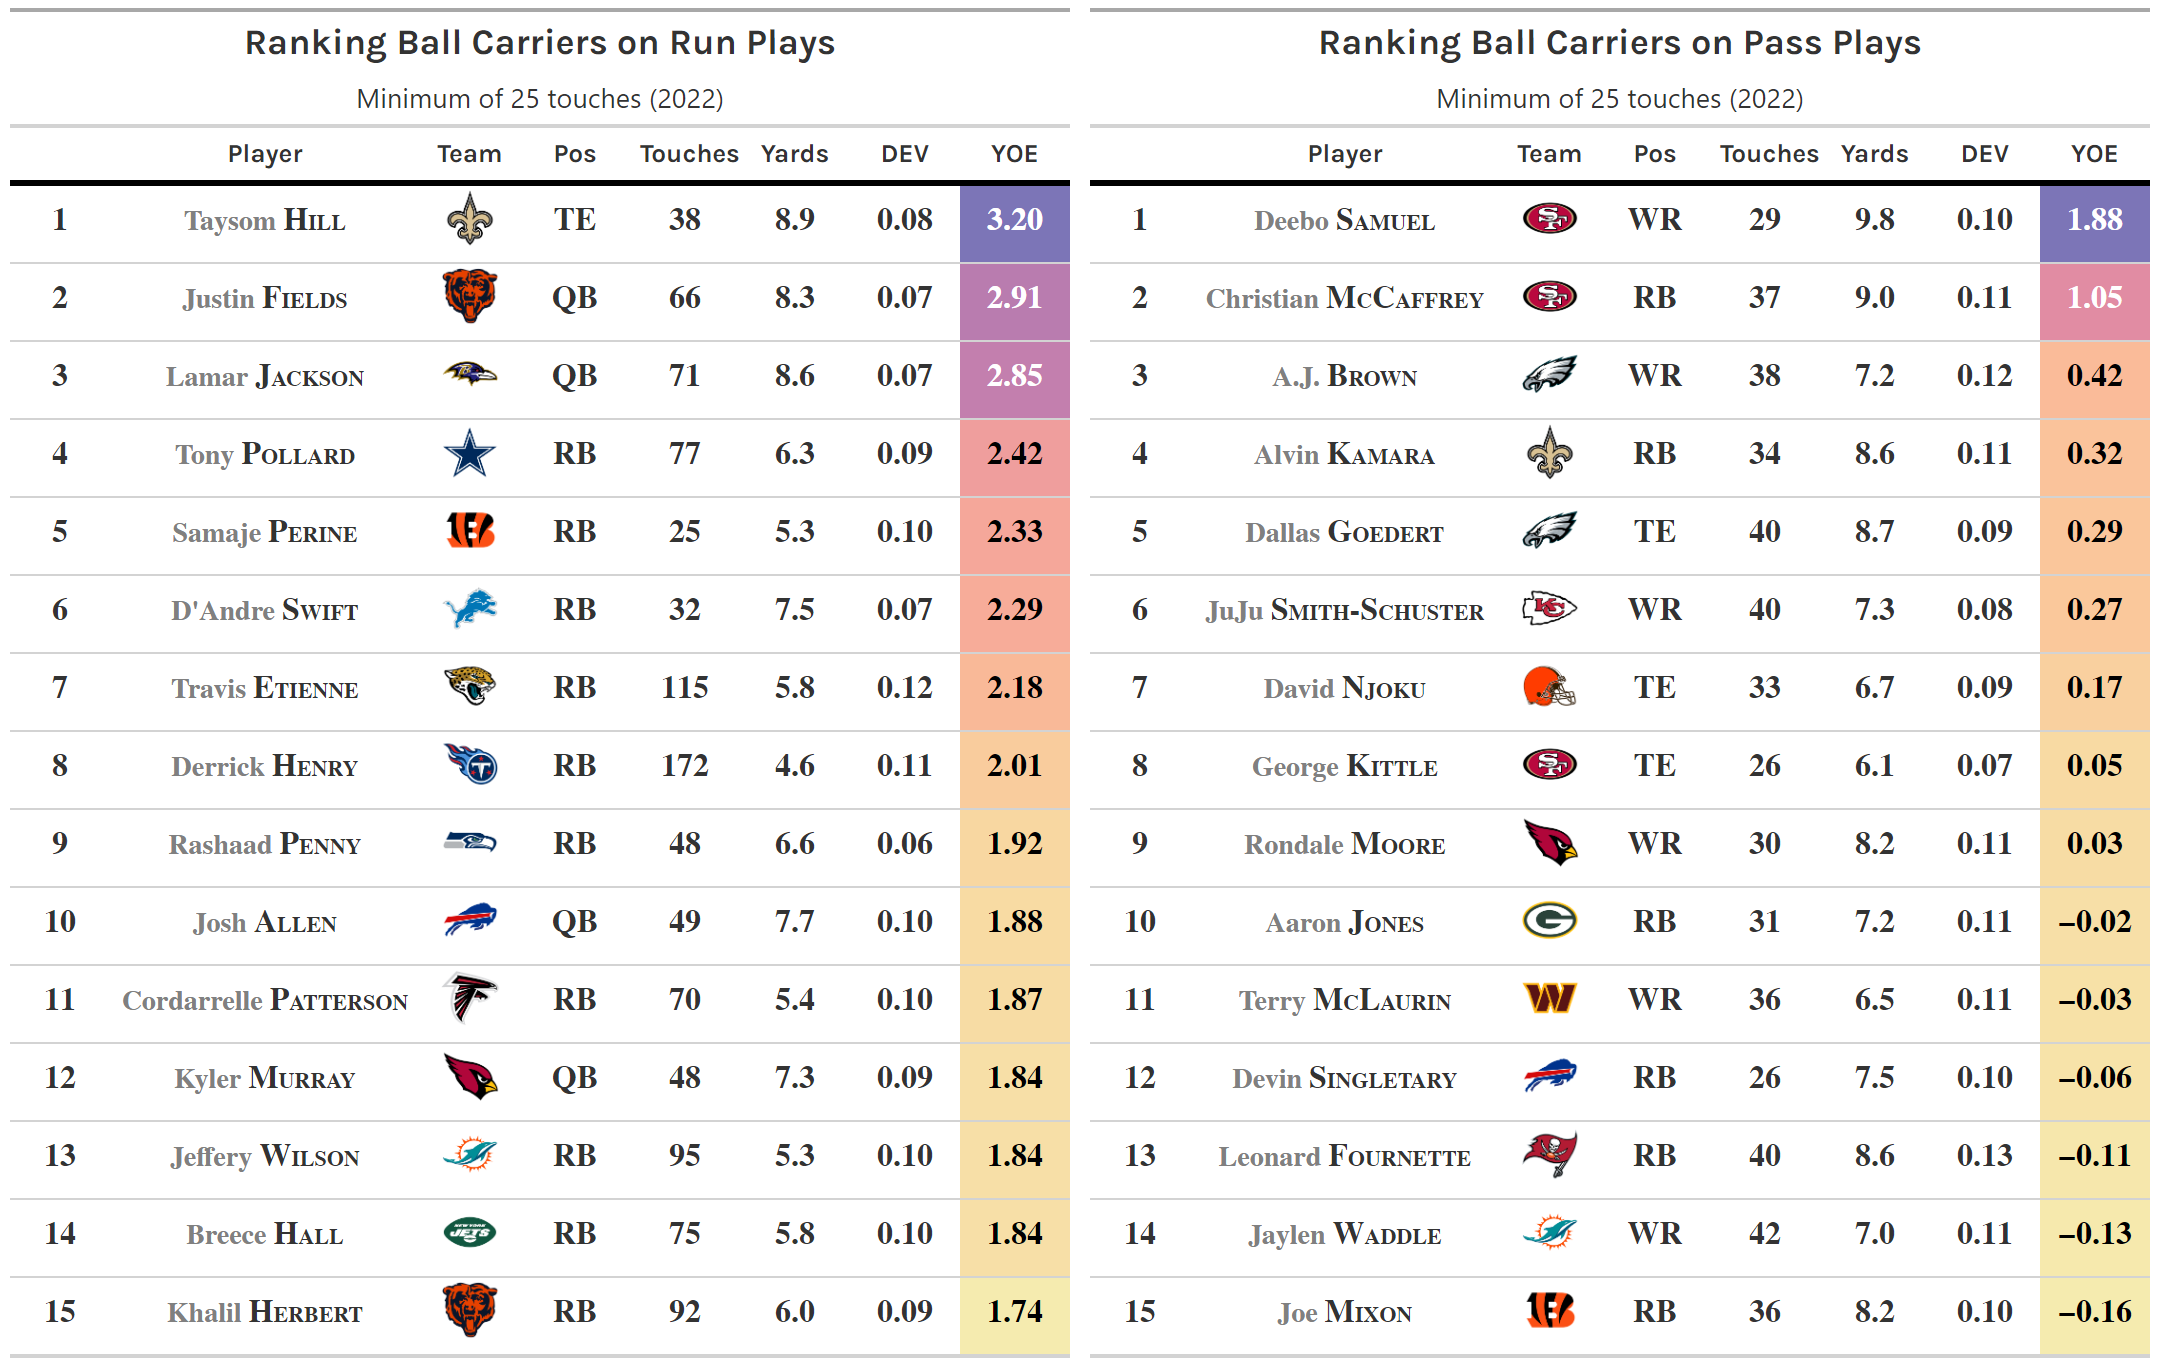 Ranking Ball Carriers on Run Plays
Minimum of 25 touches (2022)
Player Team Pos Touches Yards DEV YOE
1 Taysom HILL TE 38 8.9 0.08 3.20
2 Justin FIELDS QB 66 8.3 0.07 2.91
3 Lamar JACKSON QB 71 8.6 0.07 2.85
4 Tony POLLARD RB 77 6.3 0.09 2.42
5 Samaje PERINE RB 25 5.3 0.10 2.33
6 D'Andre SWIFT RB 32 7.5 0.07 2.29
7 Travis ETIENNE RB 115 5.8 0.12 2.18
8 Derrick HENRY RB 172 4.6 0.11 2.01
9 Rashaad PENNY RB 48 6.6 0.06 1.92
10 Josh ALLEN QB 49 7.7 0.10 1.88
11 Cordarrelle PATTERSON RB 70 5.4 0.10 1.87
12 Kyler MURRAY QB 48 7.3 0.09 1.84
13 Jeffery WILSON RB 95 5.3 0.10 1.84
14 Breece HALL NEW YORK JETS RB 75 5.8 0.10 1.84
15 Khalil HERBERT RB 92 6.0 0.09 1.74
Ranking Ball Carriers on Pass Plays
Minimum of 25 touches (2022)
Player Team Pos Touches Yards DEV YOE
1 Deebo SAMUEL SF WR 29 9.8 0.10 1.88
2 Christian MCCAFFREY SF RB 37 9.0 0.11 1.05
3 A.J. BROWN WR 38 7.2 0.12 0.42
4 Alvin KAMARA RB 34 8.6 0.11 0.32
5 Dallas GOEDERT TE 40 8.7 0.09 0.29
6 JuJu SMITH-SCHUSTER KC WR 40 7.3 0.08 0.27
7 David NJOKU TE 33 6.7 0.09 0.17
8 George KITTLE SF TE 26 6.1 0.07 0.05
9 Rondale MOORE WR 30 8.2 0.11 0.03
10 Aaron JONES G RB 31 7.2 0.11 −0.02
11 Terry MCLAURIN W WR 36 6.5 0.11 −0.03
12 Devin SINGLETARY RB 26 7.5 0.10 −0.06
13 Leonard FOURNETTE RB 40 8.6 0.13 −0.11
14 Jaylen WADDLE WR 42 7.0 0.11 −0.13
15 Joe MIXON RB 36 8.2 0.10 −0.16